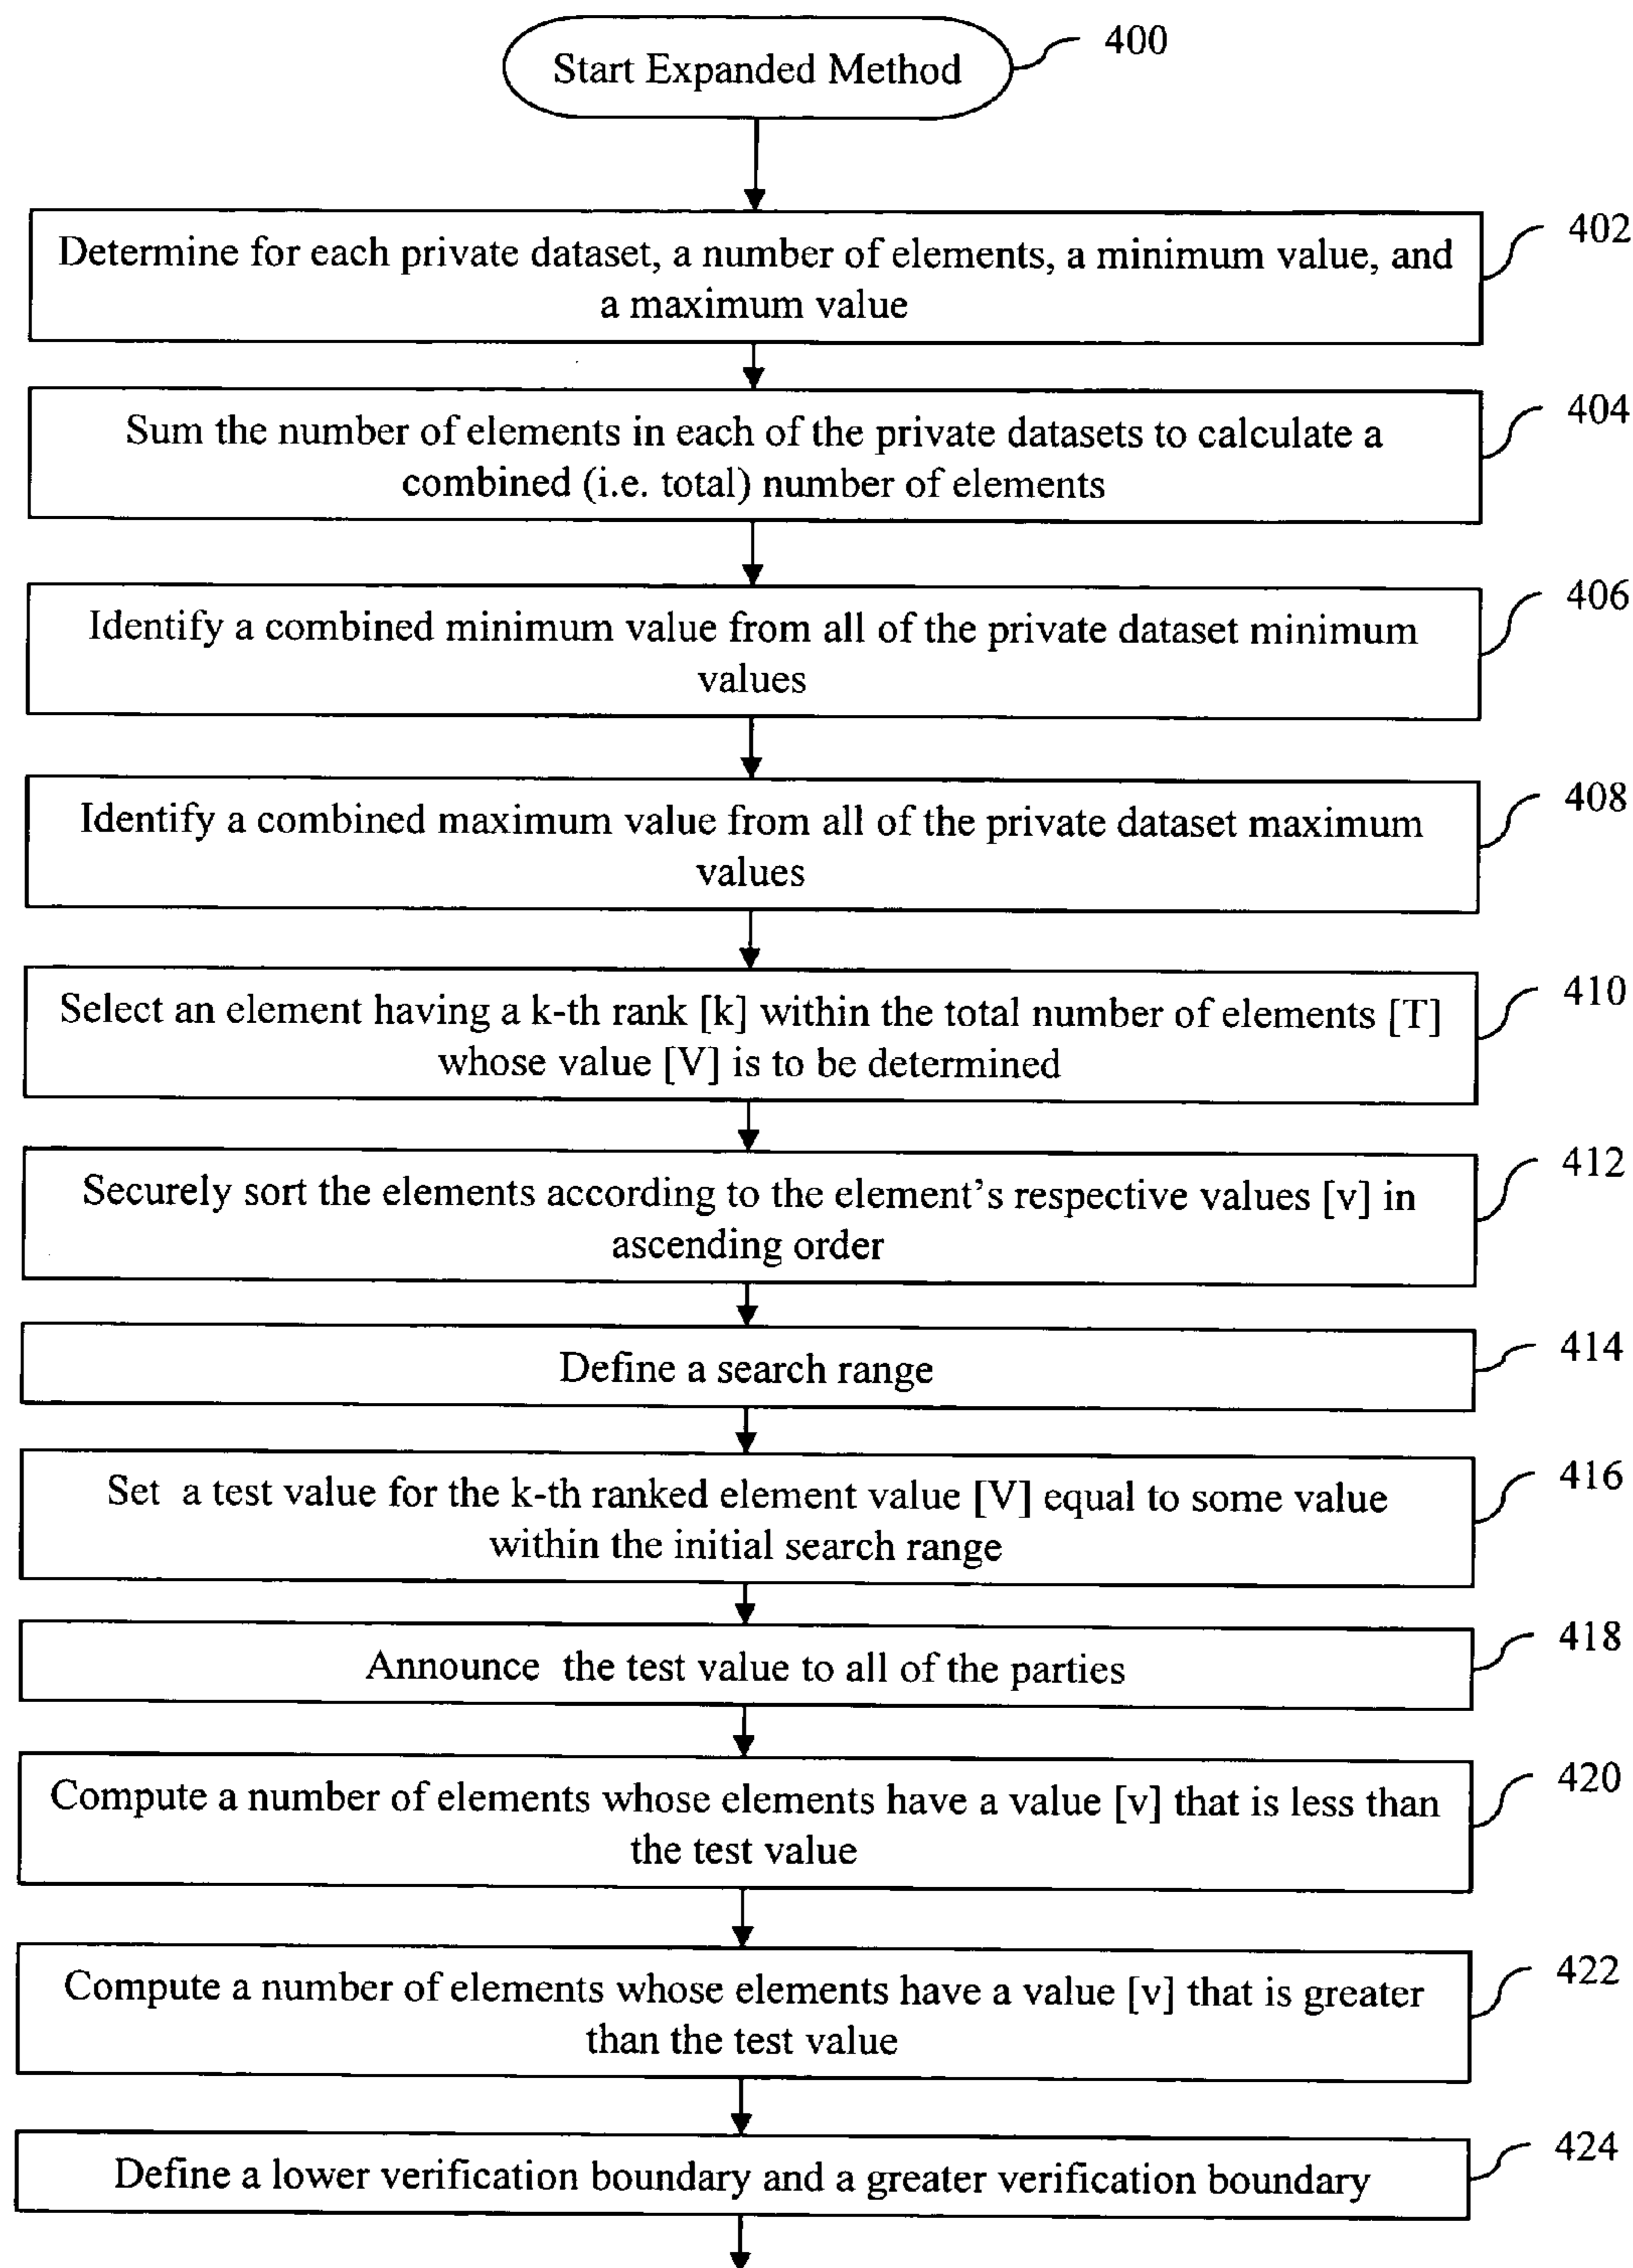 Start Expanded Method
400
Determine for each private dataset, a number of elements, a minimum value, and
a maximum value
402
Sum the number of elements in each of the private datasets to calculate a
combined (i.e. total) number of elements
404
Identify a combined minimum value from all of the private dataset minimum
values
406
Identify a combined maximum value from all of the private dataset maximum
values
408
Select an element having a k-th rank [k] within the total number of elements [T]
whose value [V] is to be determined
410
Securely sort the elements according to the element's respective values [v] in
ascending order
412
Define a search range
414
Set a test value for the k-th ranked element value [V] equal to some value
within the initial search range
416
Announce the test value to all of the parties
418
Compute a number of elements whose elements have a value [v] that is less than
the test value
420
Compute a number of elements whose elements have a value [v] that is greater
than the test value
422
Define a lower verification boundary and a greater verification boundary
424